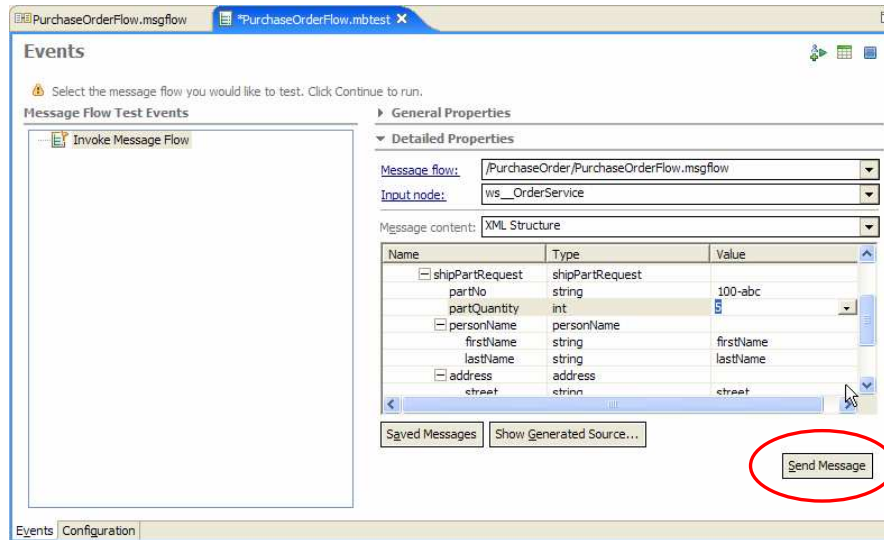 PurchaseOrderFlow.msgflow *PurchaseOrderFlow.mbtest
Events
Select the message flow you would like to test. Click Continue to run.
Message Flow Test Events
Invoke Message Flow
General Properties
Detailed Properties
Message flow: /PurchaseOrder/PurchaseOrderFlow.msgflow
Input node: ws__OrderService
Message content: XML Structure
Name Type Value
shipPartRequest shipPartRequest
partNo string 100-abc
partQuantity int 5
personName personName
firstName string firstName
lastName string lastName
address address
street string street
Saved Messages Show Generated Source...
Send Message
Events Configuration